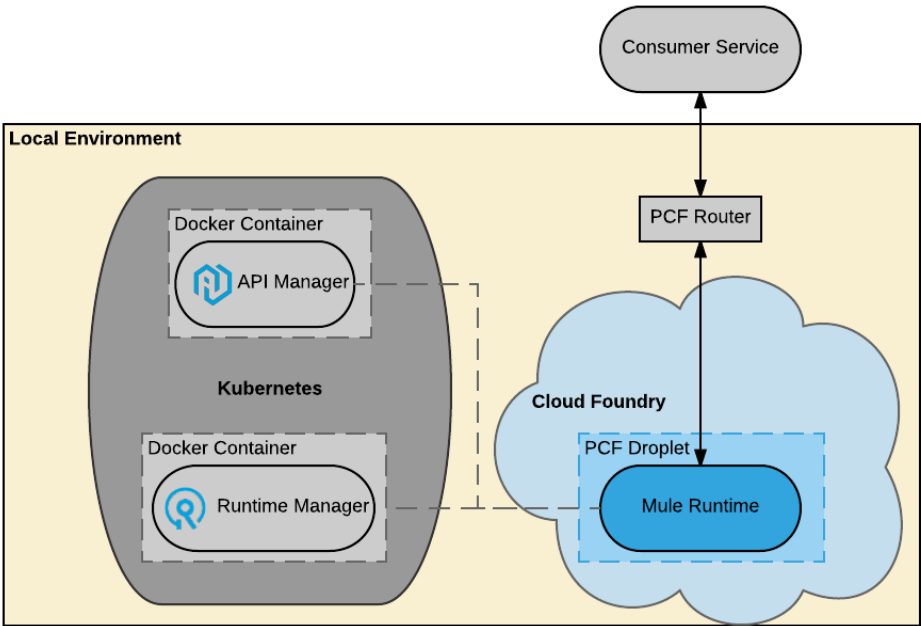 Consumer Service
Local Environment
PCF Router
Docker Container
API Manager
Kubernetes
Cloud Foundry
Docker Container
Runtime Manager
PCF Droplet
Mule Runtime